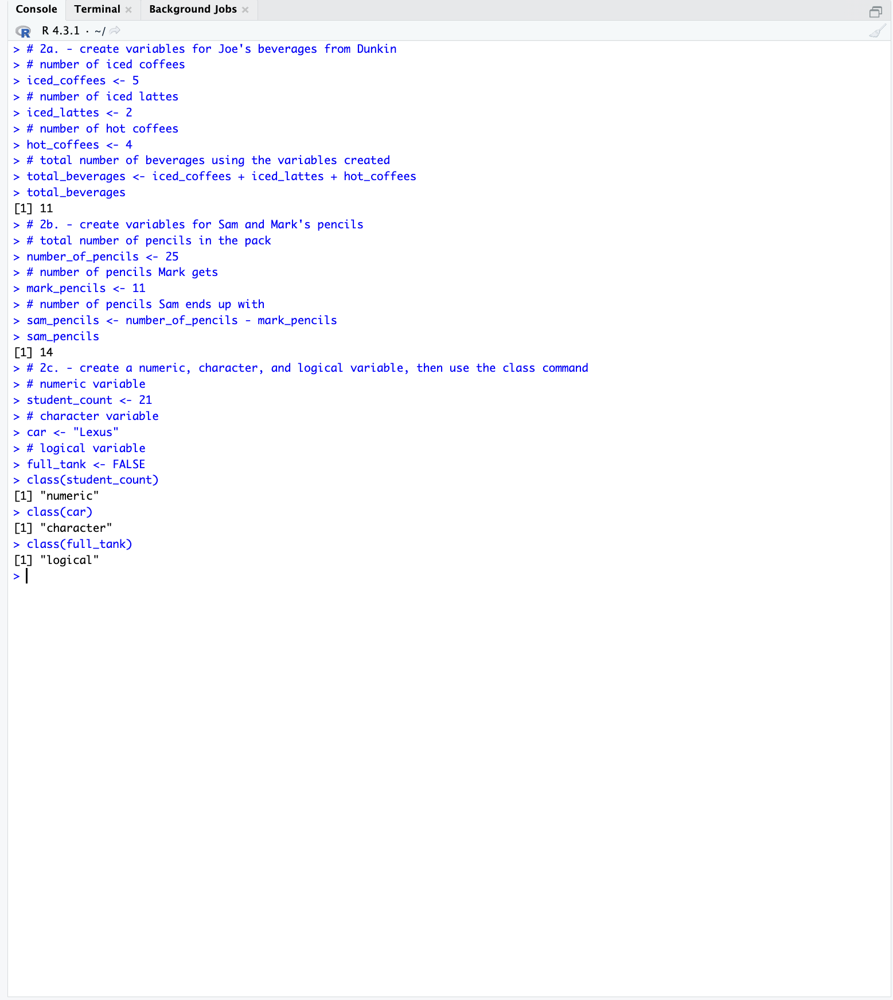 Console Terminal Background Jobs
R R 4.3.1 · ~/
> # 2a. - create variables for Joe's beverages from Dunkin
> # number of iced coffees
> iced_coffees <- 5
> # number of iced lattes
> iced_lattes <- 2
> # number of hot coffees
> hot_coffees <- 4
> # total number of beverages using the variables created
> total_beverages <- iced_coffees + iced_lattes + hot_coffees
> total_beverages
[1] 11
> # 2b. - create variables for Sam and Mark's pencils
> # total number of pencils in the pack
> number_of_pencils <- 25
> # number of pencils Mark gets
> mark_pencils <- 11
> # number of pencils Sam ends up with
> sam_pencils <- number_of_pencils - mark_pencils
> sam_pencils
[1] 14
> # 2c. - create a numeric, character, and logical variable, then use the class command
> # numeric variable
> student_count <- 21
> # character variable
> car <- "Lexus"
> # logical variable
> full_tank <- FALSE
> class(student_count)
[1] "numeric"
> class(car)
[1] "character"
> class(full_tank)
[1] "logical"
>